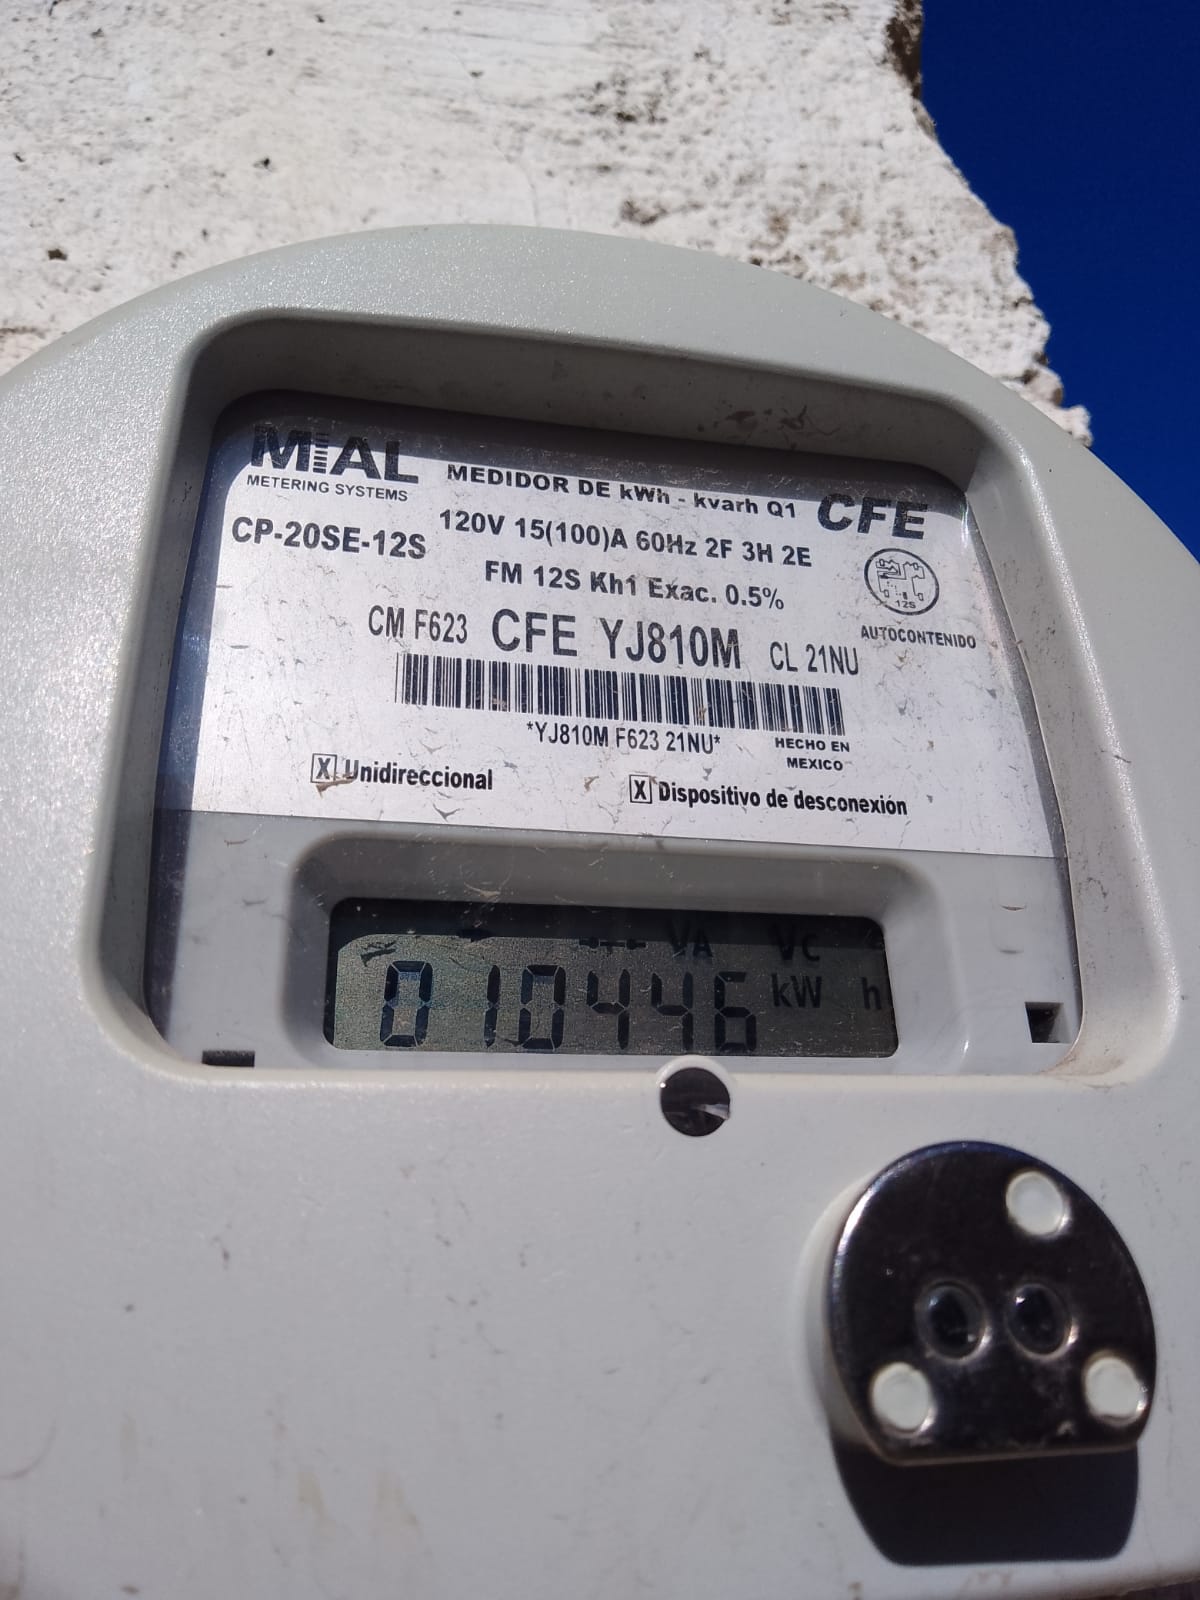 MIAL
METERING SYSTEMS
MEDIDOR DE kWh - kvarh Q1
CFE
CP-20SE-12S
120V 15(100)A 60Hz 2F 3H 2E
FM 12S Kh1 Exac. 0.5%
12S
AUTOCONTENIDO
CM F623 CFE YJ810M CL 21NU
*YJ810M F623 21NU*
HECHO EN
MEXICO
X Unidireccional
X Dispositivo de desconexión
VA VC
010446 kW h